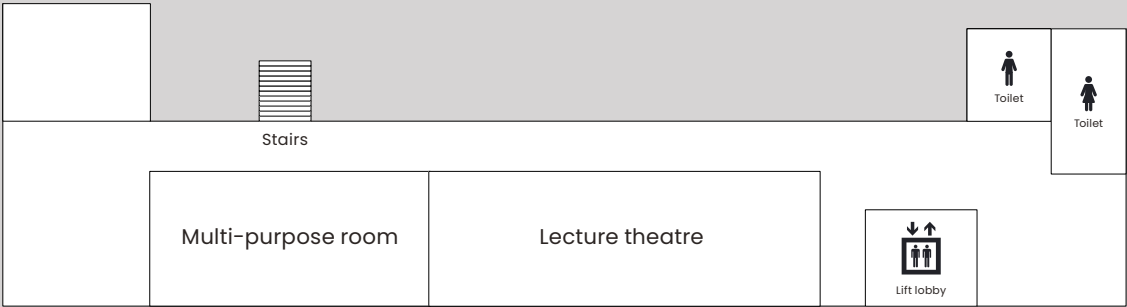 Toilet
Toilet
Stairs
Multi-purpose room
Lecture theatre
Lift lobby